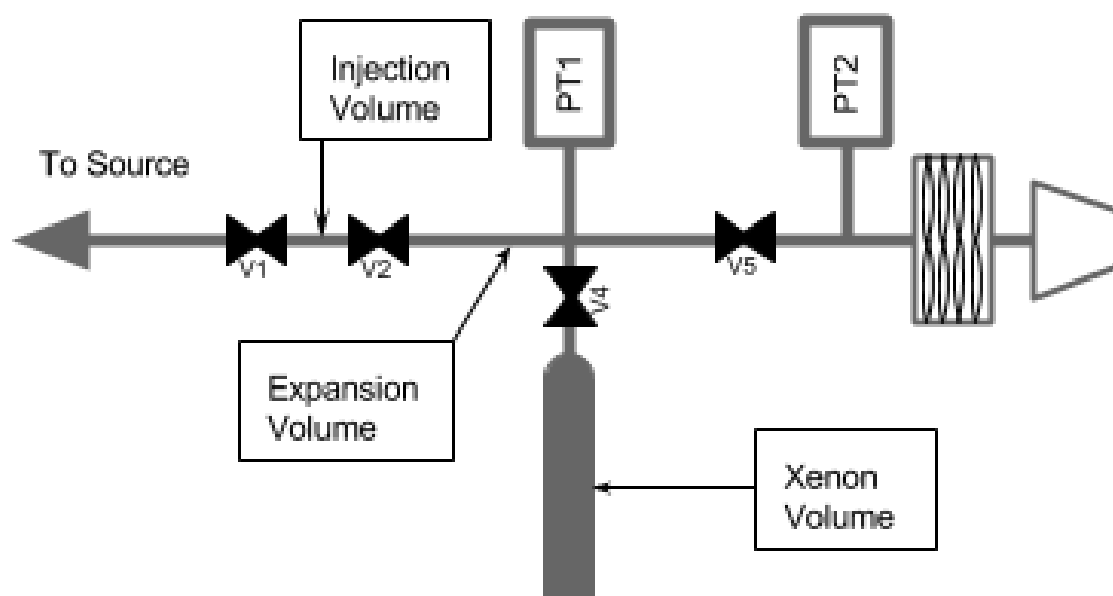 Injection
Volume
PT1
PT2
To Source
V1
V2
V5
V4
Expansion
Volume
Xenon
Volume